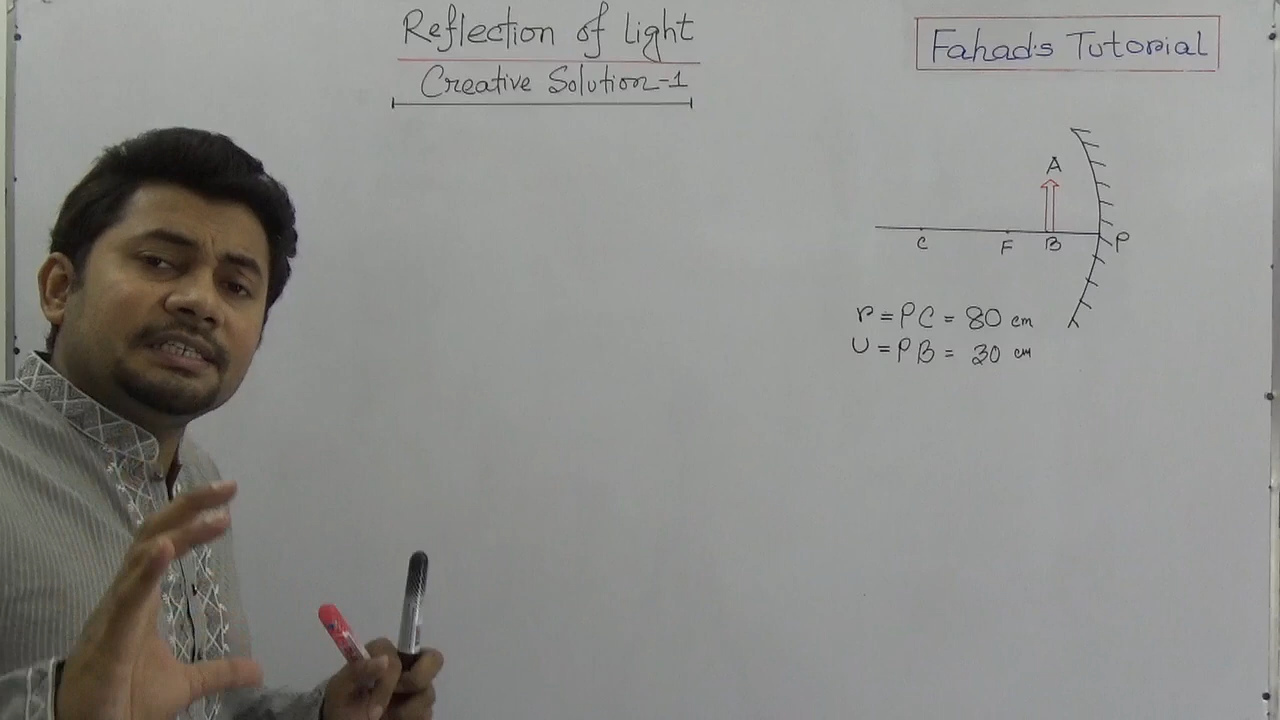 Reflection of light
Creative Solution-1
Fahad's Tutorial
A
C F B P
r = PC = 80 cm
U = PB = 30 cm